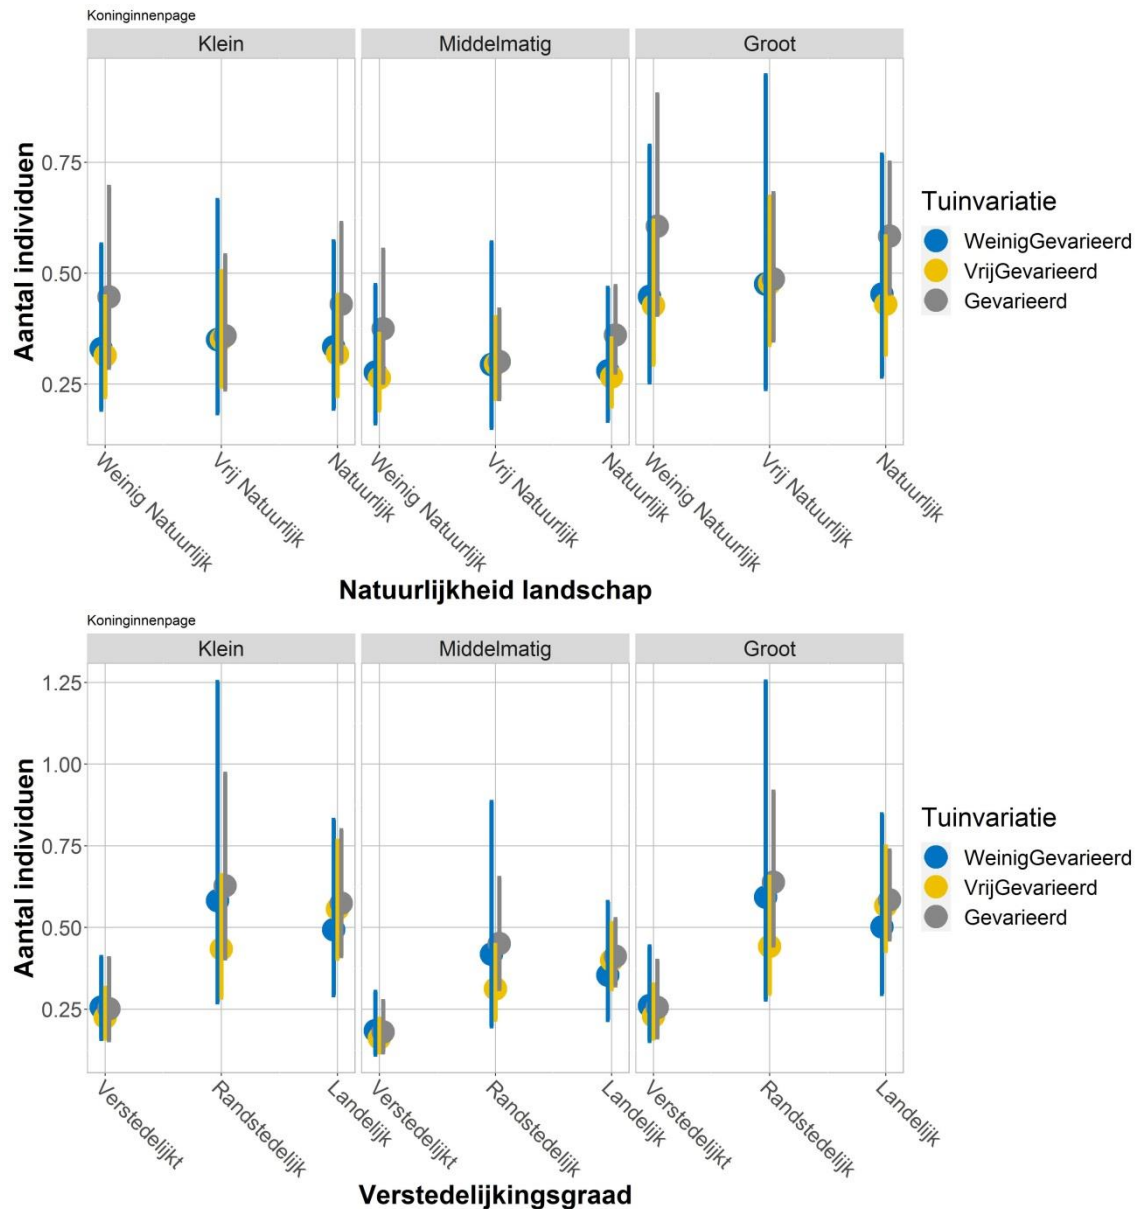 Koninginnenpage
Klein Middelmatig Groot
Aantal individuen
0.75
0.50
0.25
Weinig Natuurlijk
Vrij Natuurlijk
Natuurlijk
Weinig Natuurlijk
Vrij Natuurlijk
Natuurlijk
Weinig Natuurlijk
Vrij Natuurlijk
Natuurlijk
Natuurlijkheid landschap
Tuinvariatie
WeinigGevarieerd
VrijGevarieerd
Gevarieerd
Koninginnenpage
Klein Middelmatig Groot
Aantal individuen
1.25
1.00
0.75
0.50
0.25
Verstedelijkt
Randstedelijk
Landelijk
Verstedelijkt
Randstedelijk
Landelijk
Verstedelijkt
Randstedelijk
Landelijk
Verstedelijkingsgraad
Tuinvariatie
WeinigGevarieerd
VrijGevarieerd
Gevarieerd